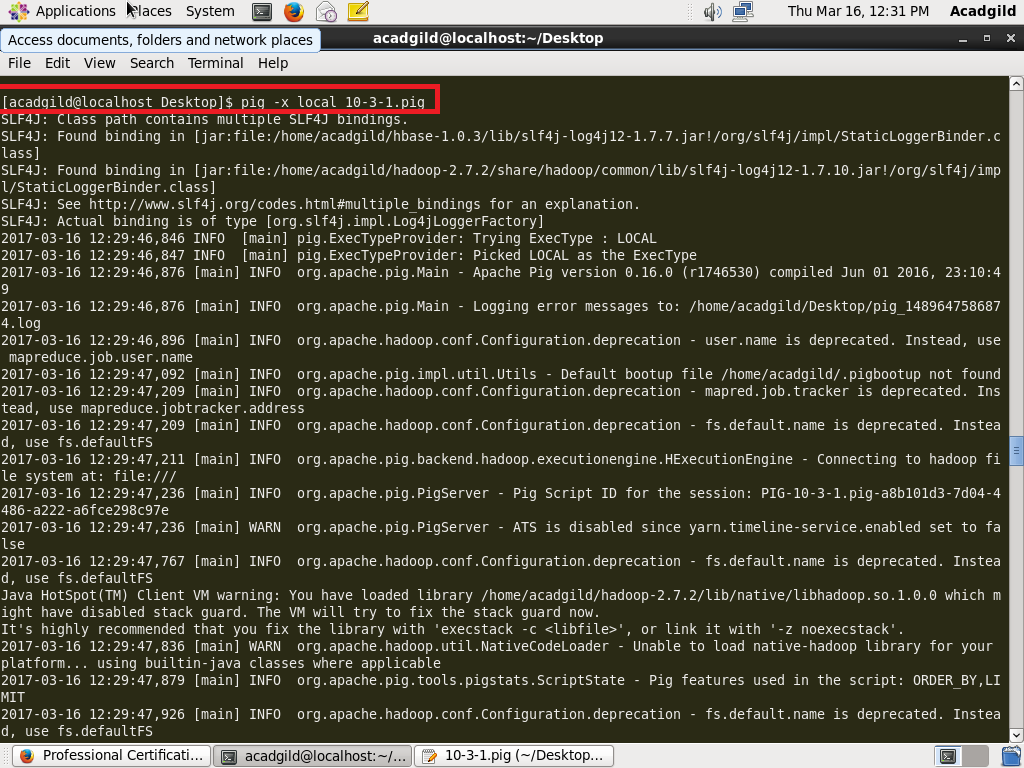 Applications Places System Thu Mar 16, 12:31 PM Acadgild
Access documents, folders and network places
acadgild@localhost:~/Desktop
File Edit View Search Terminal Help
[acadgild@localhost Desktop]$ pig -x local 10-3-1.pig
SLF4J: Class path contains multiple SLF4J bindings.
SLF4J: Found binding in [jar:file:/home/acadgild/hbase-1.0.3/lib/slf4j-log4j12-1.7.7.jar!/org/slf4j/impl/StaticLoggerBinder.c
lass]
SLF4J: Found binding in [jar:file:/home/acadgild/hadoop-2.7.2/share/hadoop/common/lib/slf4j-log4j12-1.7.10.jar!/org/slf4j/imp
l/StaticLoggerBinder.class]
SLF4J: See http://www.slf4j.org/codes.html#multiple_bindings for an explanation.
SLF4J: Actual binding is of type [org.slf4j.impl.Log4jLoggerFactory]
2017-03-16 12:29:46,846 INFO  [main] pig.ExecTypeProvider: Trying ExecType : LOCAL
2017-03-16 12:29:46,847 INFO  [main] pig.ExecTypeProvider: Picked LOCAL as the ExecType
2017-03-16 12:29:46,876 [main] INFO  org.apache.pig.Main - Apache Pig version 0.16.0 (r1746530) compiled Jun 01 2016, 23:10:4
9
2017-03-16 12:29:46,876 [main] INFO  org.apache.pig.Main - Logging error messages to: /home/acadgild/Desktop/pig_148964758687
4.log
2017-03-16 12:29:46,896 [main] INFO  org.apache.hadoop.conf.Configuration.deprecation - user.name is deprecated. Instead, use
 mapreduce.job.user.name
2017-03-16 12:29:47,092 [main] INFO  org.apache.pig.impl.util.Utils - Default bootup file /home/acadgild/.pigbootup not found
2017-03-16 12:29:47,209 [main] INFO  org.apache.hadoop.conf.Configuration.deprecation - mapred.job.tracker is deprecated. Ins
tead, use mapreduce.jobtracker.address
2017-03-16 12:29:47,209 [main] INFO  org.apache.hadoop.conf.Configuration.deprecation - fs.default.name is deprecated. Instea
d, use fs.defaultFS
2017-03-16 12:29:47,211 [main] INFO  org.apache.pig.backend.hadoop.executionengine.HExecutionEngine - Connecting to hadoop fi
le system at: file:///
2017-03-16 12:29:47,236 [main] INFO  org.apache.pig.PigServer - Pig Script ID for the session: PIG-10-3-1.pig-a8b101d3-7d04-4
486-a222-a6fce298c97e
2017-03-16 12:29:47,236 [main] WARN  org.apache.pig.PigServer - ATS is disabled since yarn.timeline-service.enabled set to fa
lse
2017-03-16 12:29:47,767 [main] INFO  org.apache.hadoop.conf.Configuration.deprecation - fs.default.name is deprecated. Instea
d, use fs.defaultFS
Java HotSpot(TM) Client VM warning: You have loaded library /home/acadgild/hadoop-2.7.2/lib/native/libhadoop.so.1.0.0 which m
ight have disabled stack guard. The VM will try to fix the stack guard now.
It's highly recommended that you fix the library with 'execstack -c <libfile>', or link it with '-z noexecstack'.
2017-03-16 12:29:47,836 [main] WARN  org.apache.hadoop.util.NativeCodeLoader - Unable to load native-hadoop library for your
platform... using builtin-java classes where applicable
2017-03-16 12:29:47,879 [main] INFO  org.apache.pig.tools.pigstats.ScriptState - Pig features used in the script: ORDER_BY,LI
MIT
2017-03-16 12:29:47,926 [main] INFO  org.apache.hadoop.conf.Configuration.deprecation - fs.default.name is deprecated. Instea
d, use fs.defaultFS
Professional Certificati... acadgild@localhost:~/... 10-3-1.pig (~/Desktop...